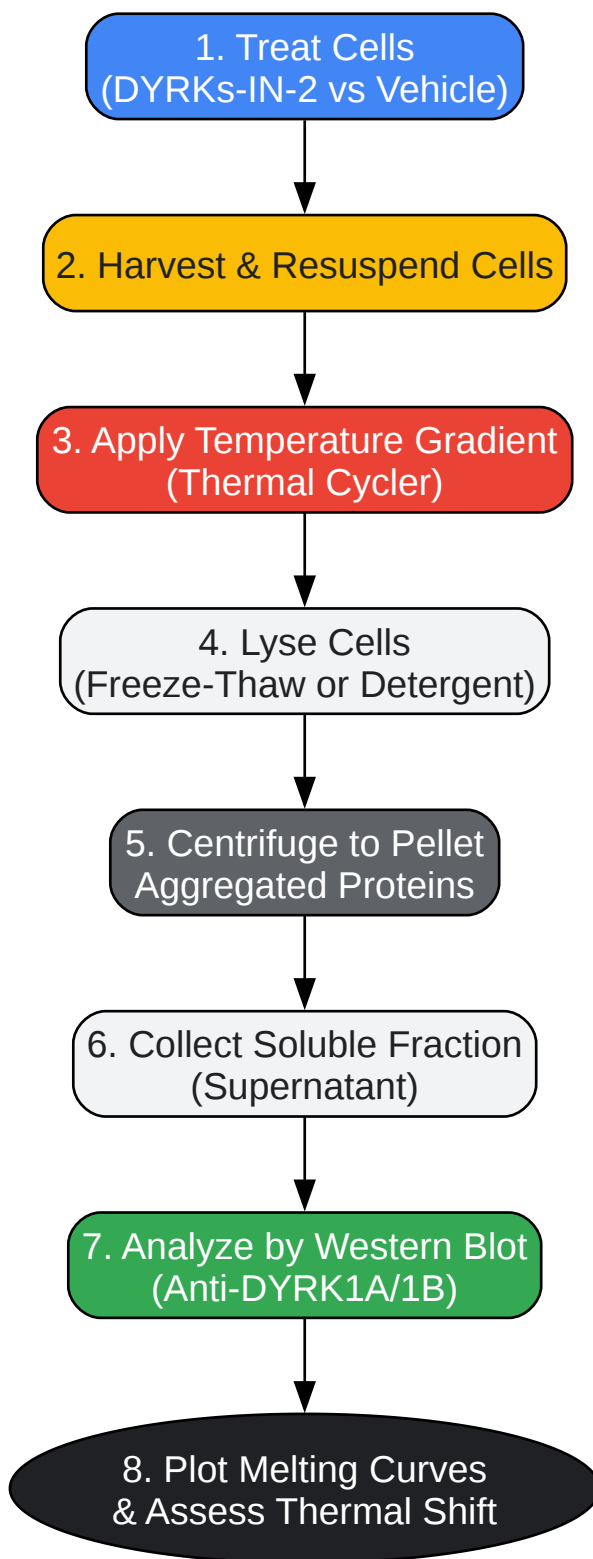 1. Treat Cells
(DYRKs-IN-2 vs Vehicle)
2. Harvest & Resuspend Cells
3. Apply Temperature Gradient
(Thermal Cycler)
4. Lyse Cells
(Freeze-Thaw or Detergent)
5. Centrifuge to Pellet
Aggregated Proteins
6. Collect Soluble Fraction
(Supernatant)
7. Analyze by Western Blot
(Anti-DYRK1A/1B)
8. Plot Melting Curves
& Assess Thermal Shift